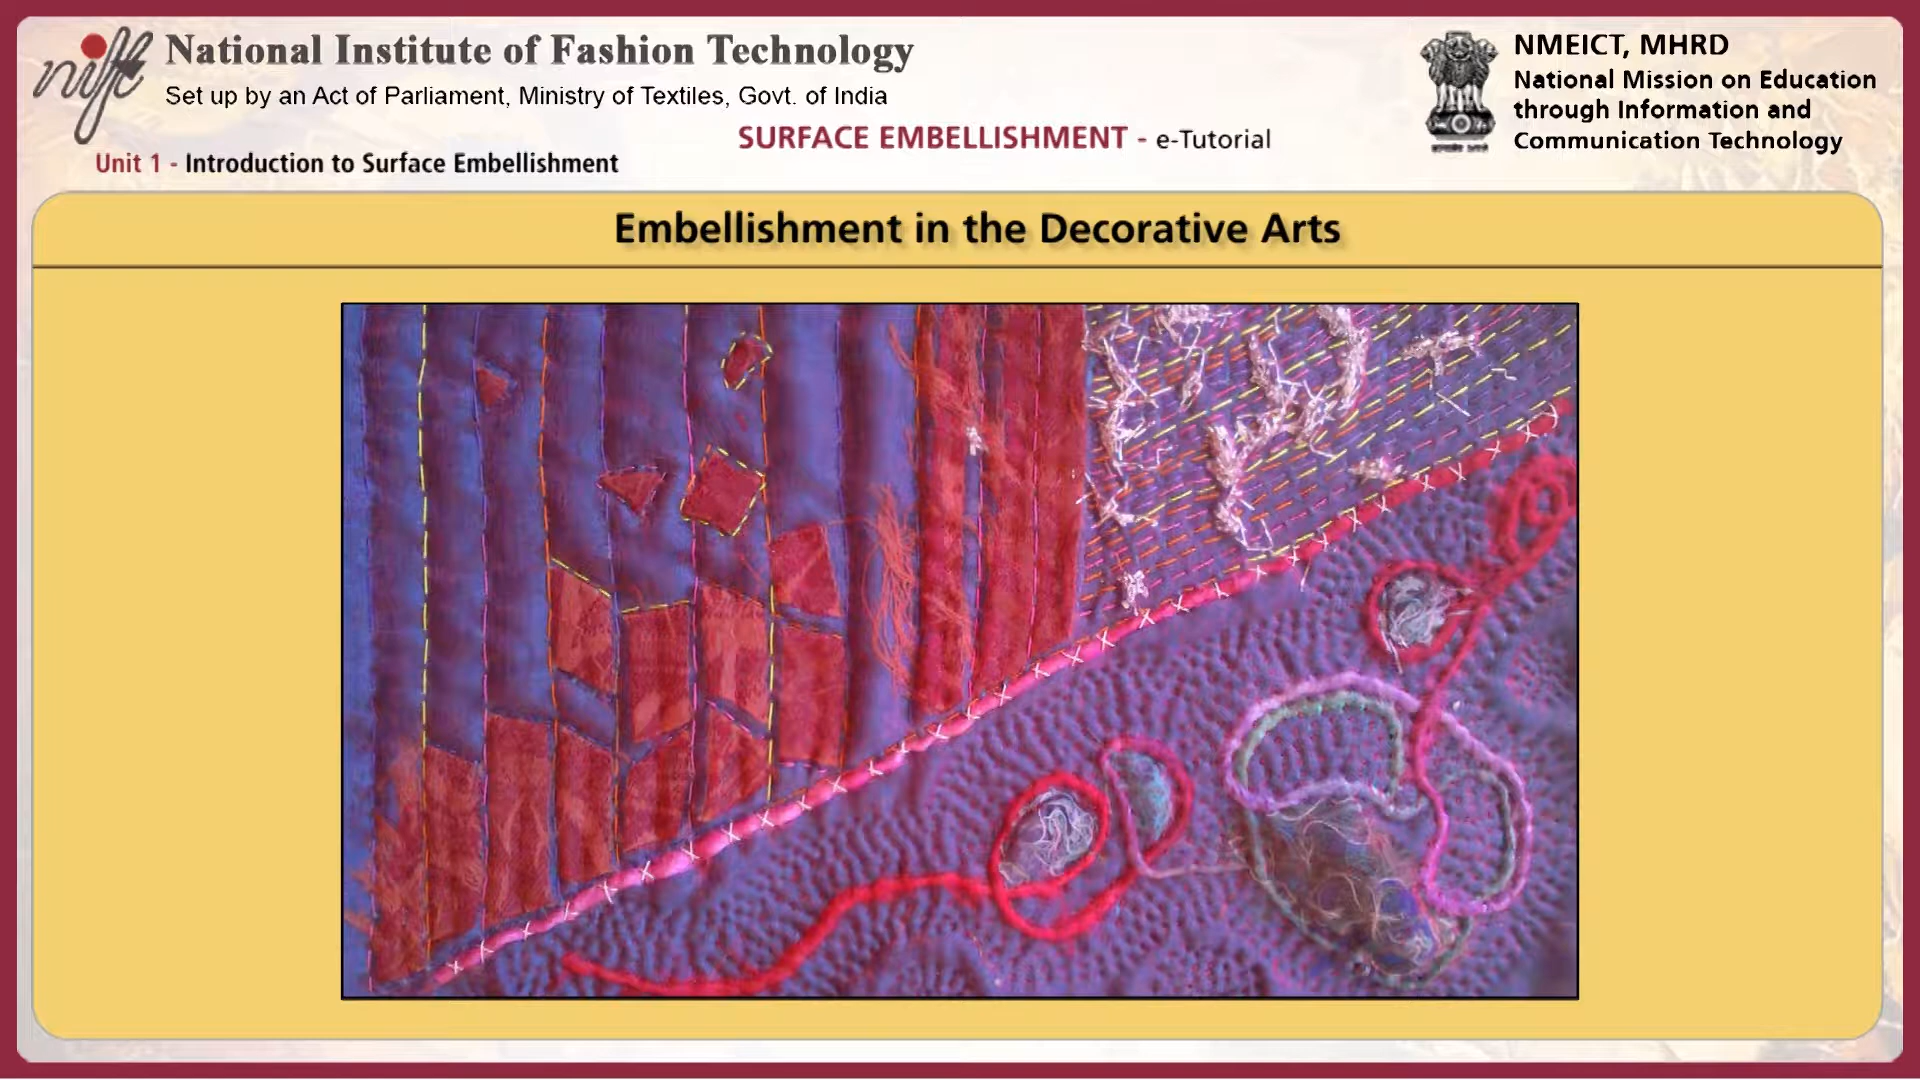 nift
National Institute of Fashion Technology
Set up by an Act of Parliament, Ministry of Textiles, Govt. of India
SURFACE EMBELLISHMENT - e-Tutorial
Unit 1 - Introduction to Surface Embellishment
NMEICT, MHRD
National Mission on Education
through Information and
Communication Technology
Embellishment in the Decorative Arts